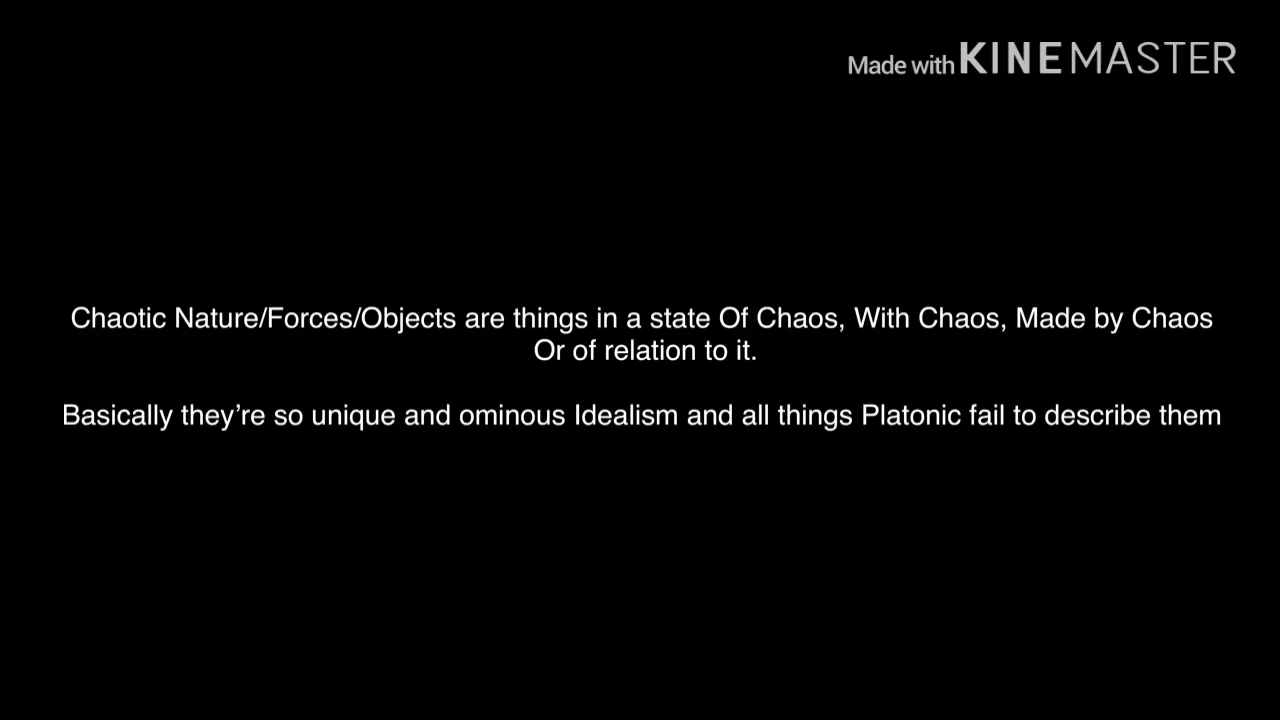 Made with KINEMASTER
Chaotic Nature/Forces/Objects are things in a state Of Chaos, With Chaos, Made by Chaos
Or of relation to it.
Basically they’re so unique and ominous Idealism and all things Platonic fail to describe them